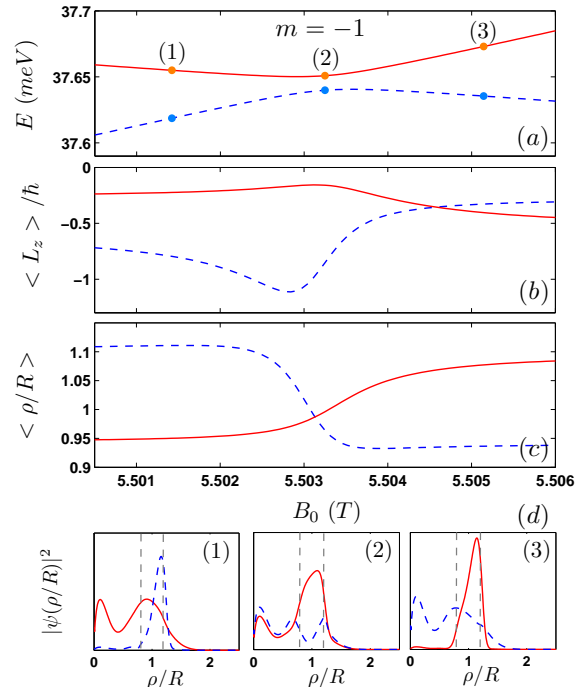 37.7
m = −1
(1)
(2)
(3)
37.65
37.6
E (meV)
(a)
0
−0.5
−1
< L_z > /ħ
(b)
1.1
1.05
1
0.95
0.9
< ρ/R >
(c)
5.501 5.502 5.503 5.504 5.505 5.506
B_0 (T)
(d)
|ψ(ρ/R)|²
(1)
(2)
(3)
0 1 2
0 1 2
0 1 2
ρ/R
ρ/R
ρ/R